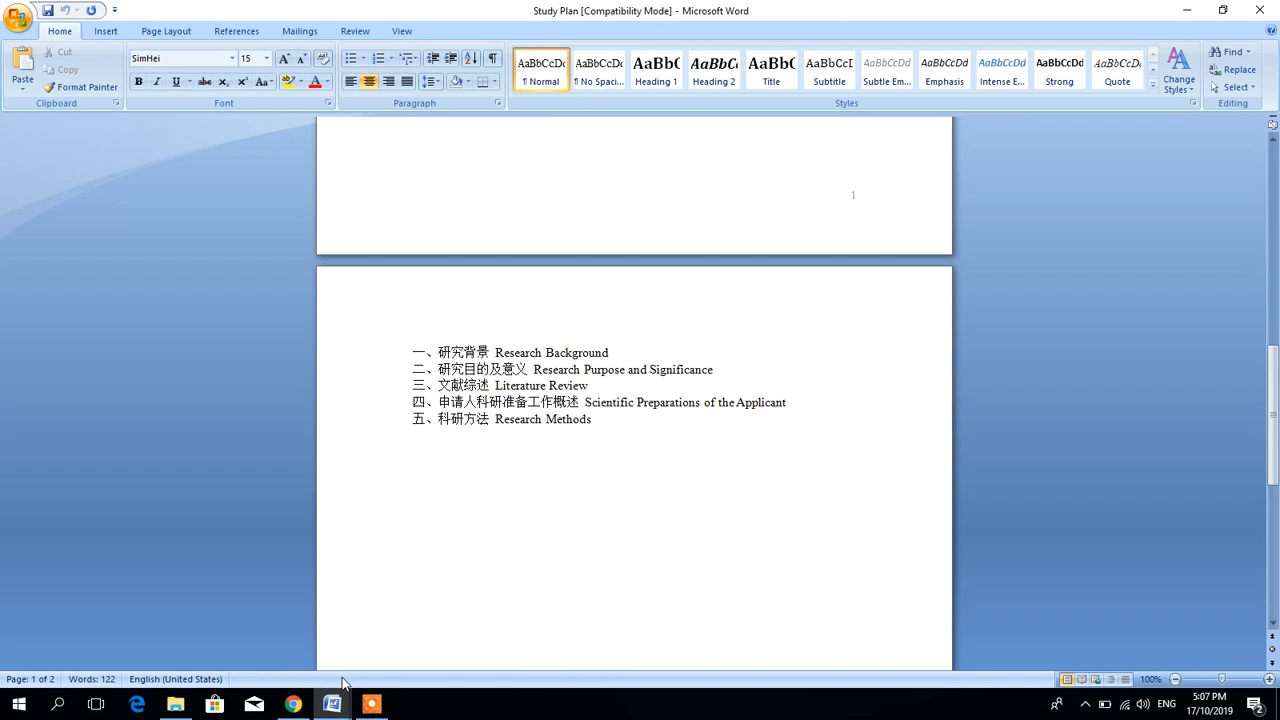 Study Plan [Compatibility Mode] - Microsoft Word
Home Insert Page Layout References Mailings Review View
Paste
Cut
Copy
Format Painter
Clipboard
SimHei 15
Font
Paragraph
AaBbCcDc AaBbCcDc AaBbC AaBbC AaBbC AaBbCcI AaBbCcDd AaBbCcDd AaBbCcDd AaBbCcDd AaBbCcDd
¶ Normal ¶ No Spaci... Heading 1 Heading 2 Title Subtitle Subtle Em... Emphasis Intense E... Strong Quote
Styles
Change Styles
Find
Replace
Select
Editing
1
一、研究背景 Research Background
二、研究目的及意义 Research Purpose and Significance
三、文献综述 Literature Review
四、申请人科研准备工作概述 Scientific Preparations of the Applicant
五、科研方法 Research Methods
Page: 1 of 2 Words: 122 English (United States) 100%
ENG 5:07 PM
17/10/2019
2